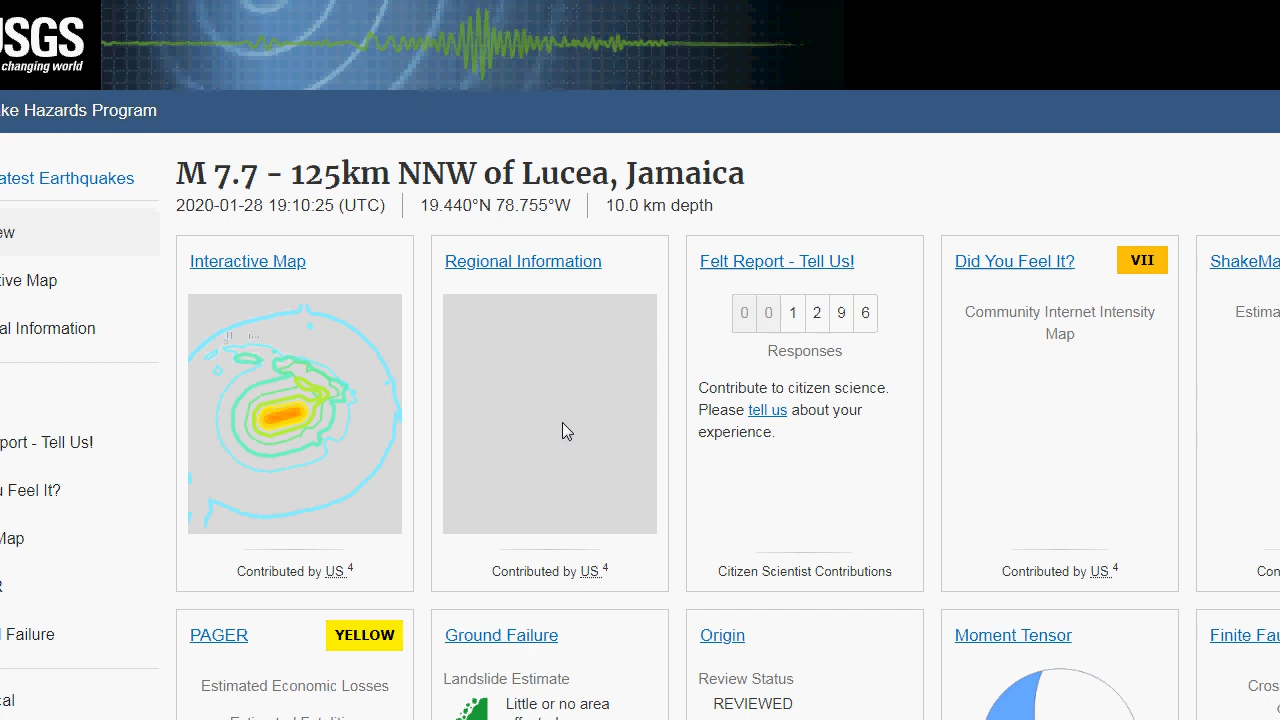 USGS
changing world
ke Hazards Program
atest Earthquakes
ew
tive Map
al Information
port - Tell Us!
u Feel It?
Map
R
l Failure
al
M 7.7 - 125km NNW of Lucea, Jamaica
2020-01-28 19:10:25 (UTC)
19.440°N 78.755°W
10.0 km depth
Interactive Map
Contributed by US 4
Regional Information
Contributed by US 4
Felt Report - Tell Us!
0 0 1 2 9 6
Responses
Contribute to citizen science.
Please tell us about your
experience.
Citizen Scientist Contributions
Did You Feel It?
VII
Community Internet Intensity
Map
Contributed by US 4
ShakeMa
Estima
Con
PAGER
YELLOW
Estimated Economic Losses
Ground Failure
Landslide Estimate
Little or no area
Origin
Review Status
REVIEWED
Moment Tensor
Finite Fau
Cros